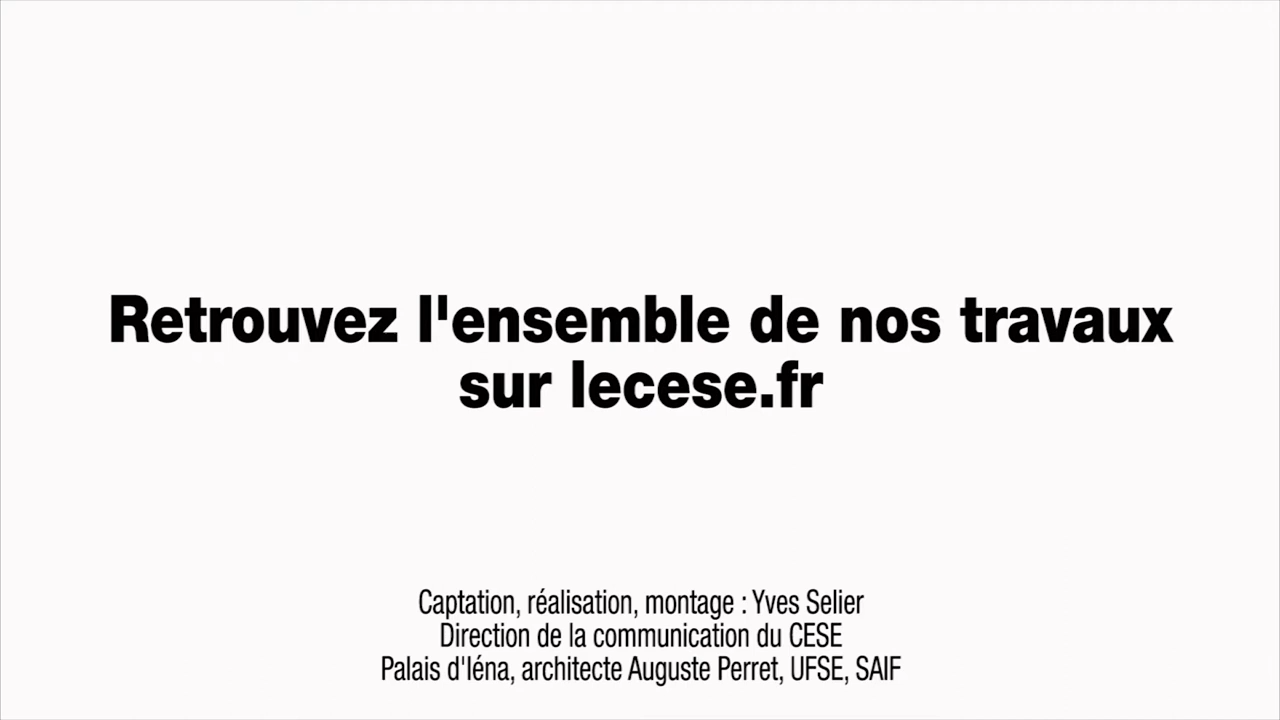 Retrouvez l'ensemble de nos travaux
sur lecese.fr
Captation, réalisation, montage : Yves Selier
Direction de la communication du CESE
Palais d'Iéna, architecte Auguste Perret, UFSE, SAIF